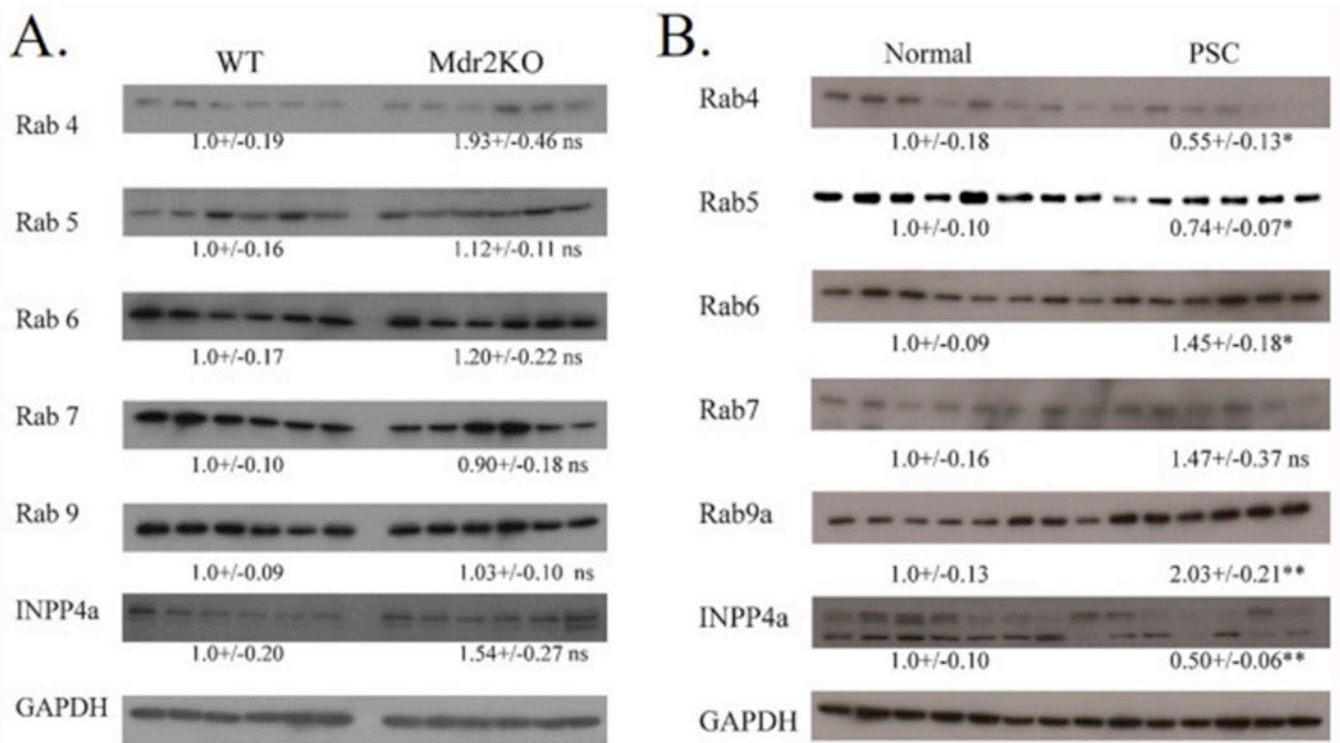 A.
WT Mdr2KO
Rab 4
1.0+/-0.19 1.93+/-0.46 ns
Rab 5
1.0+/-0.16 1.12+/-0.11 ns
Rab 6
1.0+/-0.17 1.20+/-0.22 ns
Rab 7
1.0+/-0.10 0.90+/-0.18 ns
Rab 9
1.0+/-0.09 1.03+/-0.10 ns
INPP4a
1.0+/-0.20 1.54+/-0.27 ns
GAPDH
B.
Normal PSC
Rab4
1.0+/-0.18 0.55+/-0.13*
Rab5
1.0+/-0.10 0.74+/-0.07*
Rab6
1.0+/-0.09 1.45+/-0.18*
Rab7
1.0+/-0.16 1.47+/-0.37 ns
Rab9a
1.0+/-0.13 2.03+/-0.21**
INPP4a
1.0+/-0.10 0.50+/-0.06**
GAPDH